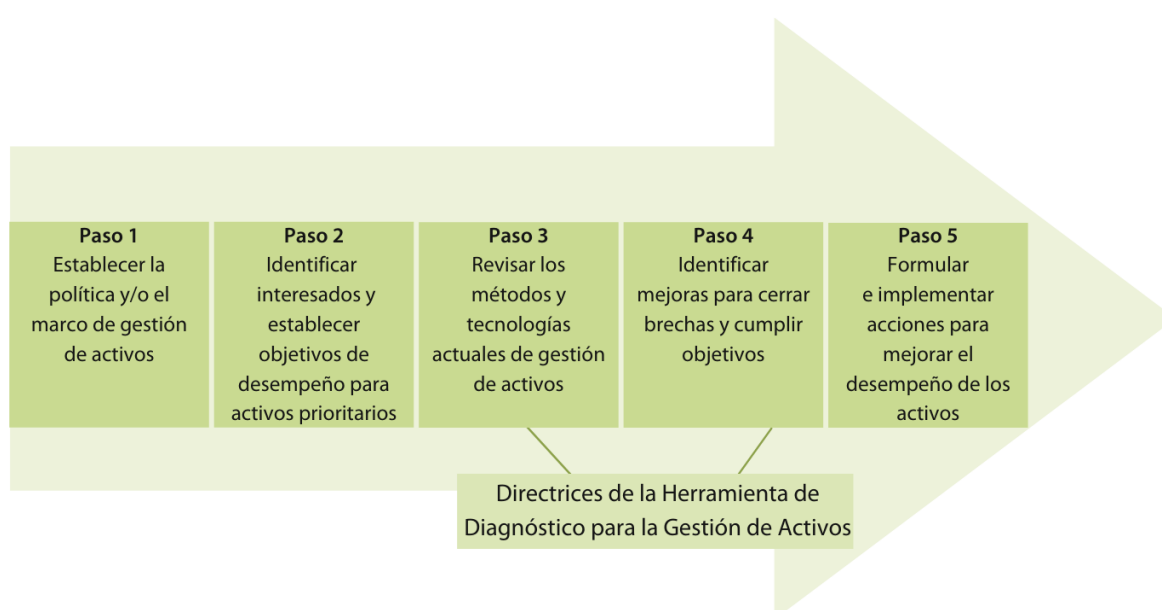 Paso 1
Establecer la
política y/o el
marco de gestión
de activos
Paso 2
Identificar
interesados y
establecer
objetivos de
desempeño para
activos prioritarios
Paso 3
Revisar los
métodos y
tecnologías
actuales de gestión
de activos
Paso 4
Identificar
mejoras para cerrar
brechas y cumplir
objetivos
Paso 5
Formular
e implementar
acciones para
mejorar el
desempeño de los
activos
Directrices de la Herramienta de
Diagnóstico para la Gestión de Activos